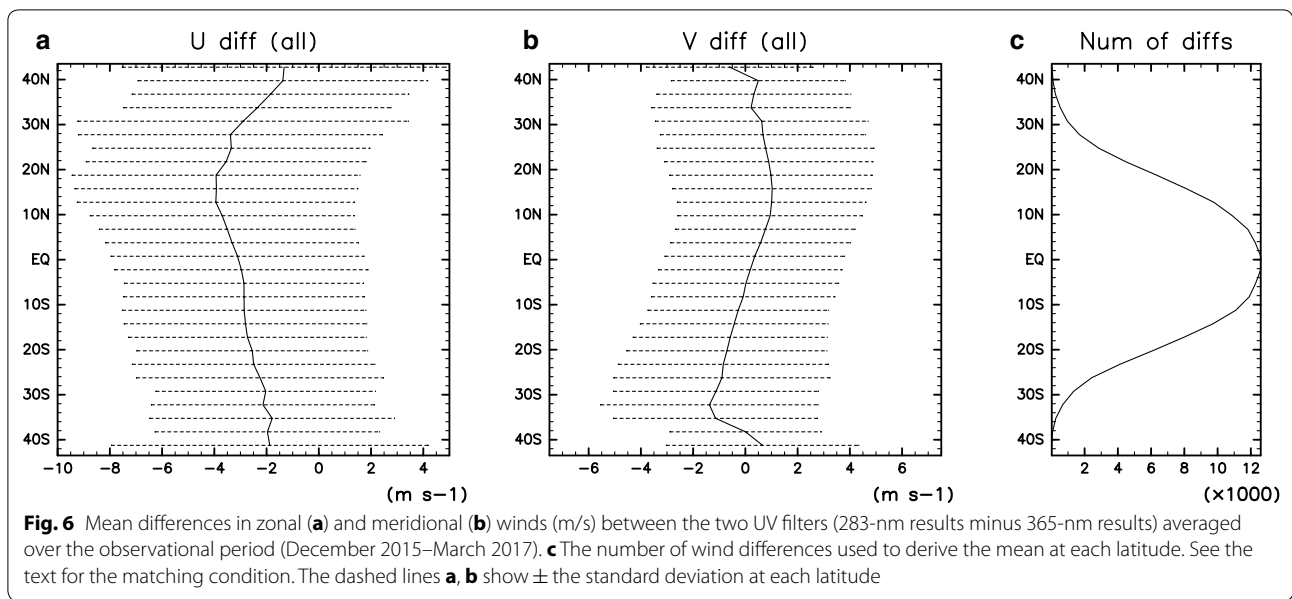 a U diff (all)
40N
30N
20N
10N
EQ
10S
20S
30S
40S
−10 −8 −6 −4 −2 0 2 4
(m s−1)
b V diff (all)
40N
30N
20N
10N
EQ
10S
20S
30S
40S
−6 −4 −2 0 2 4 6
(m s−1)
c Num of diffs
40N
30N
20N
10N
EQ
10S
20S
30S
40S
2 4 6 8 10 12
(×1000)
Fig. 6 Mean differences in zonal (a) and meridional (b) winds (m/s) between the two UV filters (283-nm results minus 365-nm results) averaged
over the observational period (December 2015–March 2017). c The number of wind differences used to derive the mean at each latitude. See the
text for the matching condition. The dashed lines a, b show ± the standard deviation at each latitude